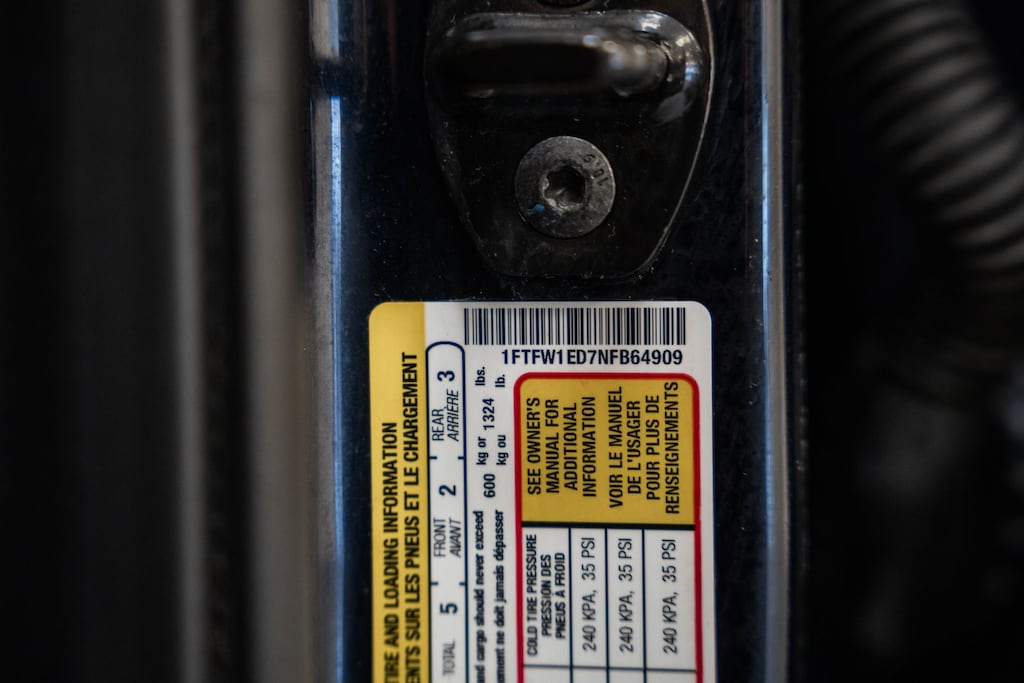 1FTFW1ED7NFB64909
TIRE AND LOADING INFORMATION
ENTS SUR LES PNEUS ET LE CHARGEMENT
TOTAL 5 FRONT AVANT 2 REAR ARRIÈRE 3
and cargo should never exceed 600 kg or 1324 lbs.
ment ne doit jamais dépasser kg ou lb.
SEE OWNER'S
MANUAL FOR
ADDITIONAL
INFORMATION
VOIR LE MANUEL
DE L'USAGER
POUR PLUS DE
RENSEIGNEMENTS
COLD TIRE PRESSURE
PRESSION DES
PNEUS À FROID
240 KPA, 35 PSI
240 KPA, 35 PSI
240 KPA, 35 PSI